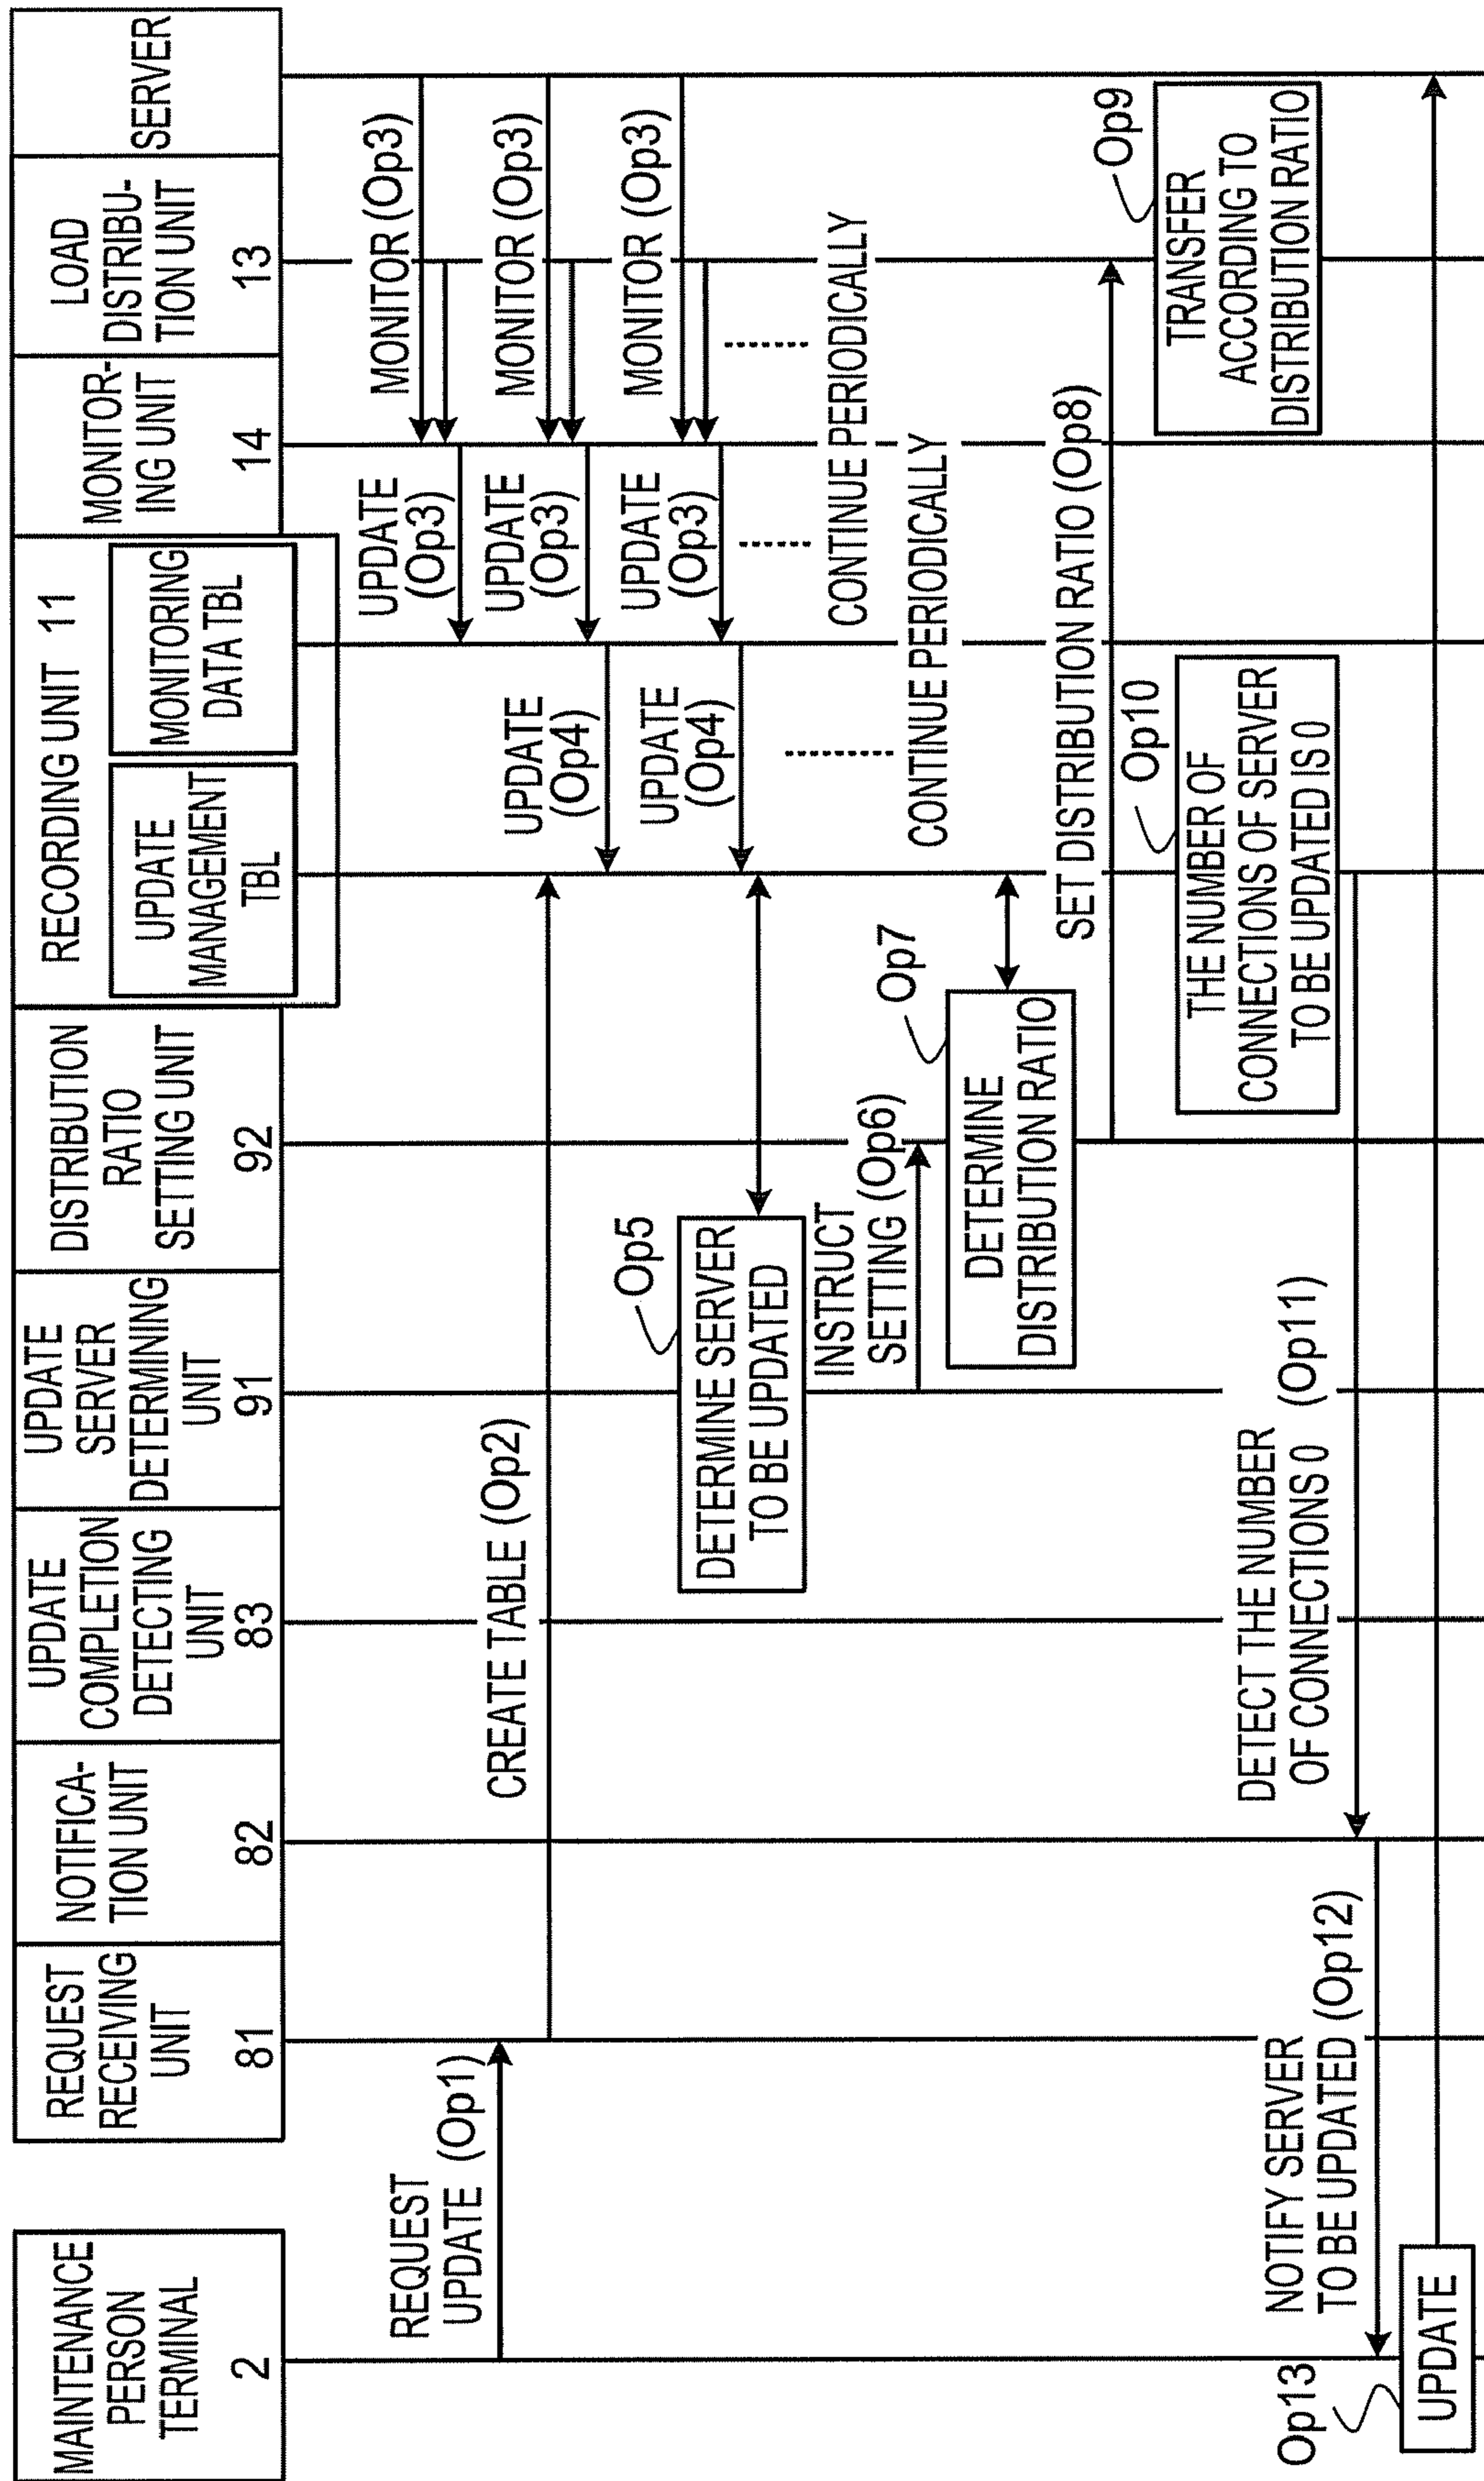 MAINTENANCE
PERSON
TERMINAL
2
REQUEST
RECEIVING
UNIT
81
NOTIFICA-
TION UNIT
82
UPDATE
COMPLETION
DETECTING
UNIT
83
UPDATE
SERVER
DETERMINING
UNIT
91
DISTRIBUTION
RATIO
SETTING UNIT
92
RECORDING UNIT 11
UPDATE
MANAGEMENT
TBL
MONITORING
DATA TBL
MONITOR-
ING UNIT
14
LOAD
DISTRIBU-
TION UNIT
13
SERVER
REQUEST
UPDATE (Op1)
CREATE TABLE (Op2)
MONITOR (Op3)
UPDATE
(Op3)
MONITOR (Op3)
UPDATE
(Op3)
UPDATE
(Op4)
MONITOR (Op3)
UPDATE
(Op3)
UPDATE
(Op4)
CONTINUE PERIODICALLY
CONTINUE PERIODICALLY
Op5
DETERMINE SERVER
TO BE UPDATED
INSTRUCT
SETTING (Op6)
Op7
DETERMINE
DISTRIBUTION RATIO
SET DISTRIBUTION RATIO (Op8)
Op9
TRANSFER
ACCORDING TO
DISTRIBUTION RATIO
Op10
THE NUMBER OF
CONNECTIONS OF SERVER
TO BE UPDATED IS 0
DETECT THE NUMBER
OF CONNECTIONS 0 (Op11)
NOTIFY SERVER
TO BE UPDATED (Op12)
Op13
UPDATE